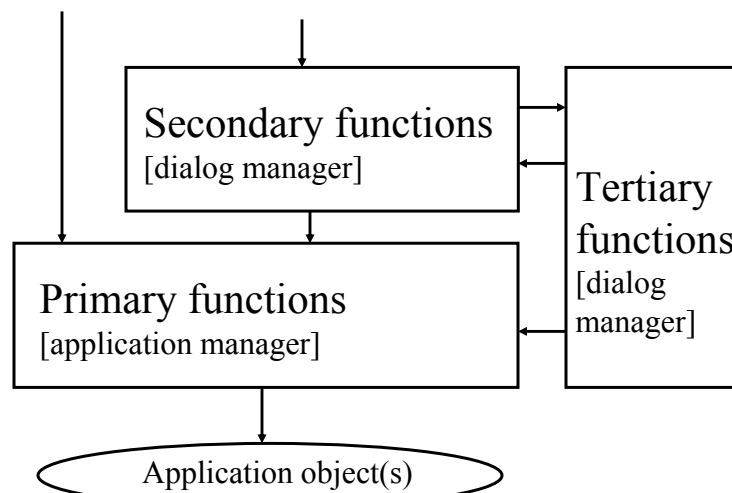 Secondary functions
[dialog manager]
Tertiary
functions
[dialog
manager]
Primary functions
[application manager]
Application object(s)